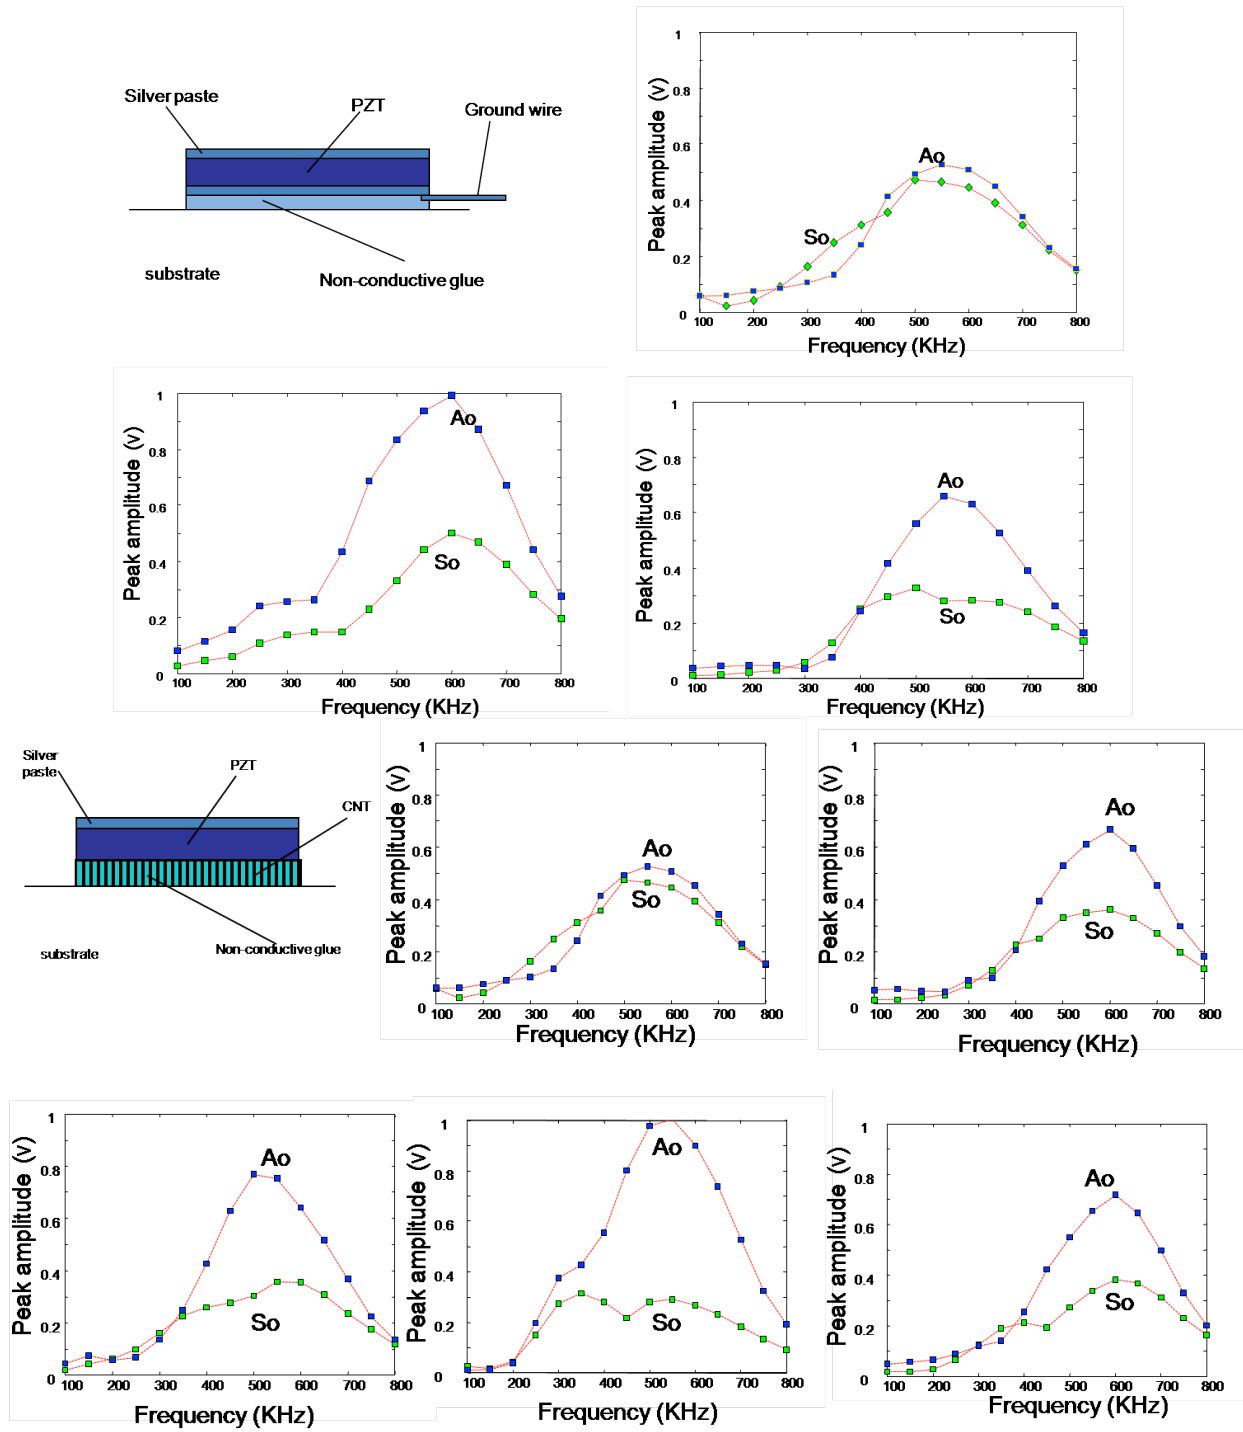 Silver paste
PZT
Ground wire
substrate
Non-conductive glue
Peak amplitude (v)
1
0.8
0.6
0.4
0.2
0
Ao
So
100 200 300 400 500 600 700 800
Frequency (KHz)
Peak amplitude (v)
1
0.8
0.6
0.4
0.2
0
Ao
So
100 200 300 400 500 600 700 800
Frequency (KHz)
Peak amplitude (v)
1
0.8
0.6
0.4
0.2
0
Ao
So
100 200 300 400 500 600 700 800
Frequency (KHz)
Silver
paste
PZT
CNT
substrate
Non-conductive glue
Peak amplitude (v)
1
0.8
0.6
0.4
0.2
0
Ao
So
100 200 300 400 500 600 700 800
Frequency (KHz)
Peak amplitude (v)
1
0.8
0.6
0.4
0.2
0
Ao
So
100 200 300 400 500 600 700 800
Frequency (KHz)
Peak amplitude (v)
1
0.8
0.6
0.4
0.2
0
Ao
So
100 200 300 400 500 600 700 800
Frequency (KHz)
Peak amplitude (v)
1
0.8
0.6
0.4
0.2
0
Ao
So
100 200 300 400 500 600 700 800
Frequency (KHz)
Peak amplitude (v)
1
0.8
0.6
0.4
0.2
0
Ao
So
100 200 300 400 500 600 700 800
Frequency (KHz)